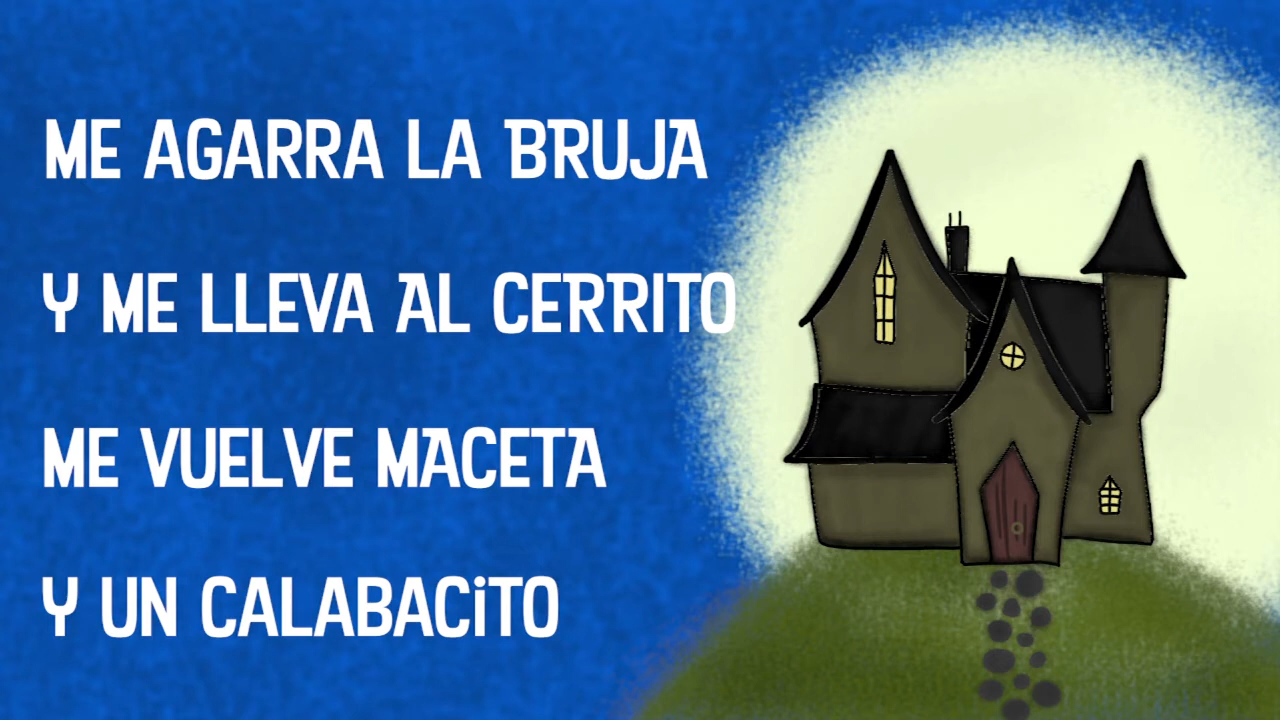 ME AGARRA LA BRUJA
Y ME LLEVA AL CERRITO
ME VUELVE MACETA
Y UN CALABACiTO